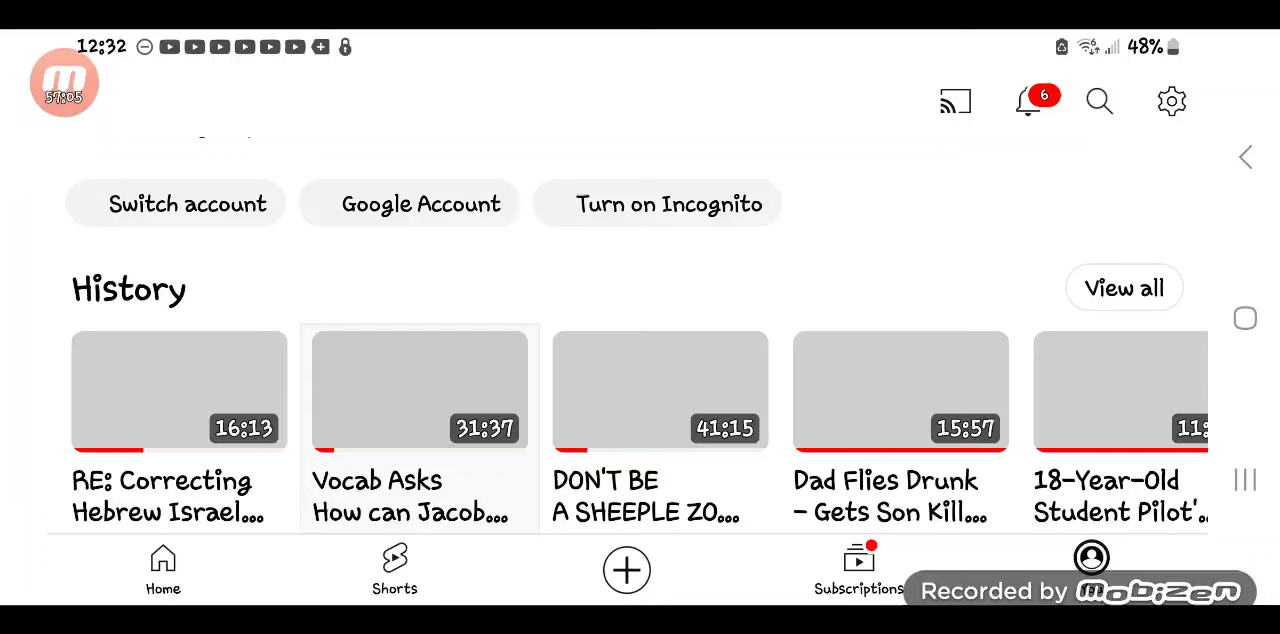 12:32
48%
57:05
6
Switch account
Google Account
Turn on Incognito
History
View all
16:13
31:37
41:15
15:57
11:
RE: Correcting
Hebrew Israel...
Vocab Asks
How can Jacob...
DON'T BE
A SHEEPLE ZO...
Dad Flies Drunk
- Gets Son Kill...
18-Year-Old
Student Pilot'..
Home
Shorts
Subscriptions
Recorded by mobizen